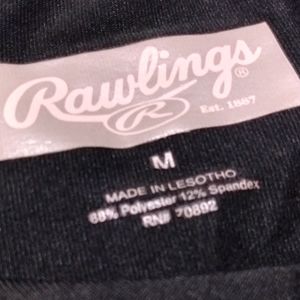 Rawlings®
R
Est. 1887
M
MADE IN LESOTHO
88% Polyester 12% Spandex
RN# 70892